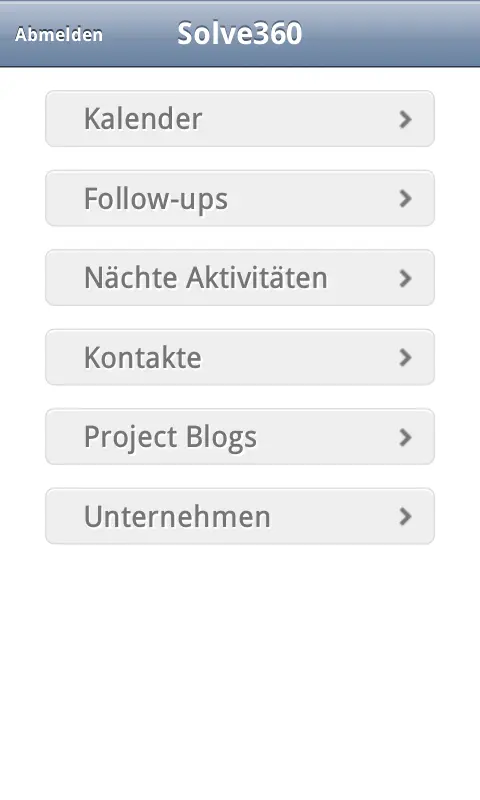 Abmelden
Solve360
Kalender
Follow-ups
Nächte Aktivitäten
Kontakte
Project Blogs
Unternehmen